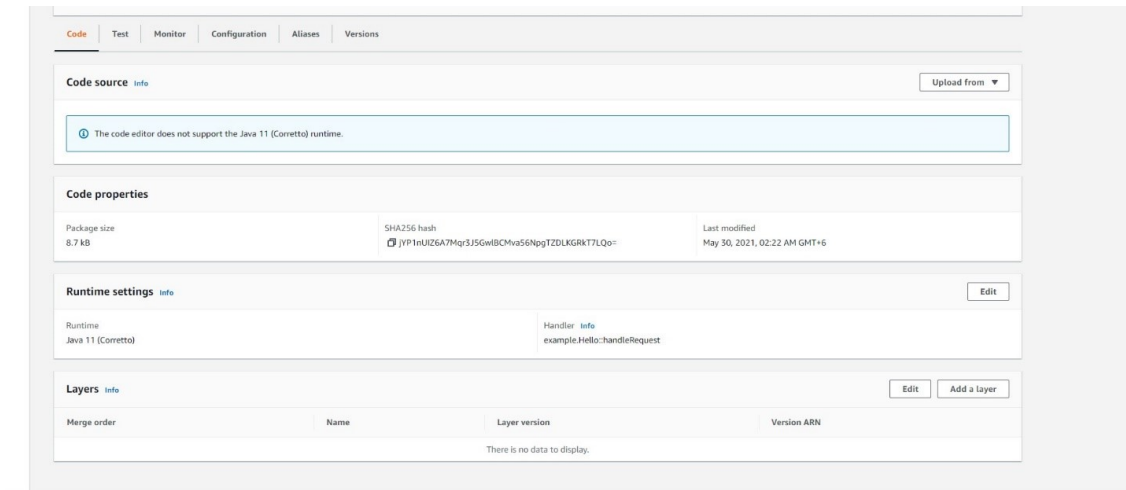 Code Test Monitor Configuration Aliases Versions
Code source Info
Upload from ▼
The code editor does not support the Java 11 (Corretto) runtime.
Code properties
Package size
8.7 kB
SHA256 hash
Last modified
May 30, 2021, 02:22 AM GMT+6
Runtime settings Info
Edit
Runtime
Java 11 (Corretto)
Handler Info
example.Hello::handleRequest
Layers Info
Edit Add a layer
Merge order Name Layer version Version ARN
There is no data to display.